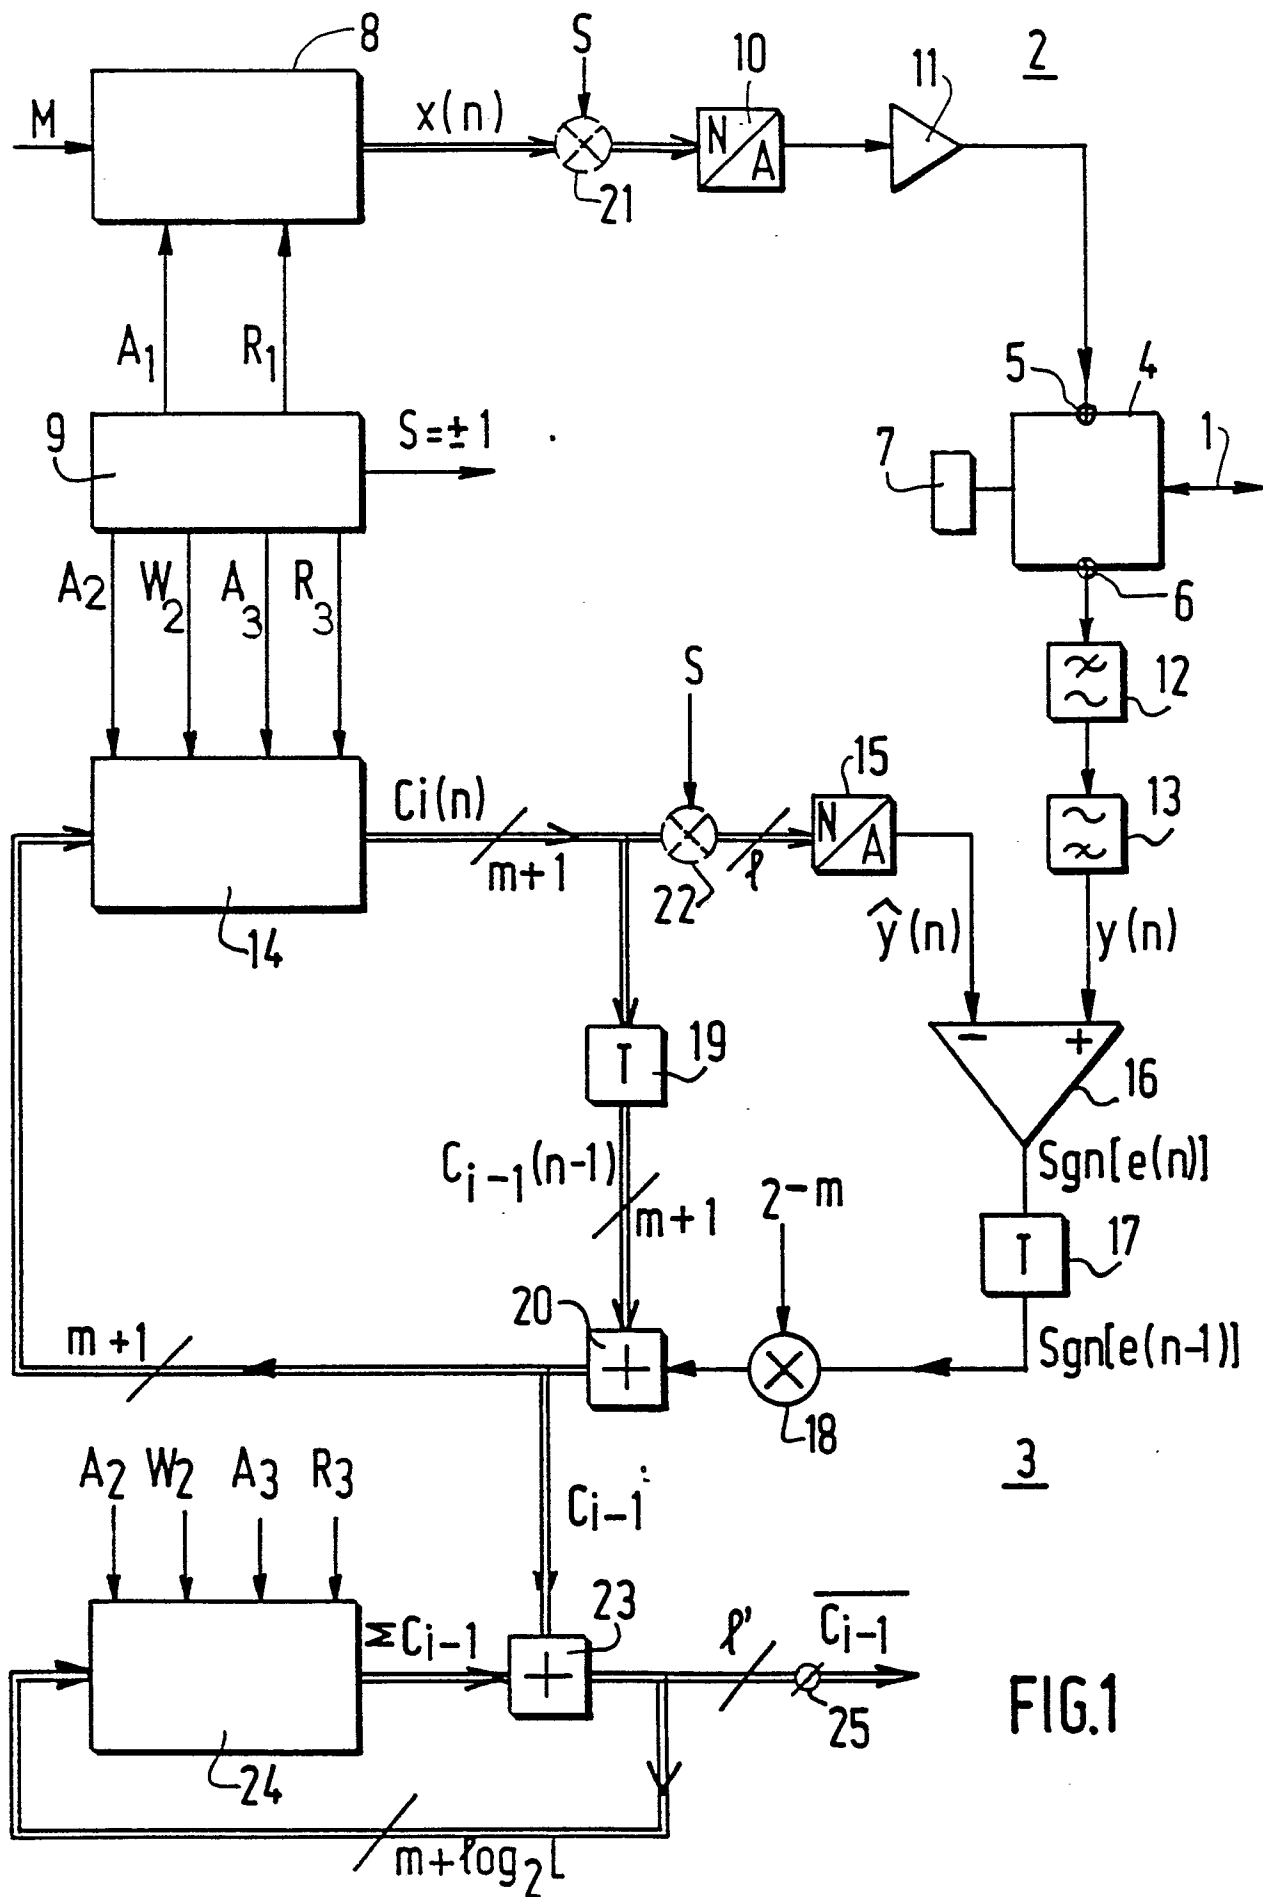 8
S
10
11
2
M
x(n)
N
A
21
A1
R1
5
4
9
S=±1
7
1
A2
W2
A3
R3
6
12
S
15
13
Ci(n)
N
A
m+1
22
ℓ
14
ŷ(n)
y(n)
T
19
-
+
16
Sgn[e(n)]
Ci-1(n-1)
m+1
2-m
T
17
20
m+1
+
Sgn[e(n-1)]
18
3
A2
W2
A3
R3
Ci-1
23
ΣCi-1
+
ℓ'
C̅i̅-̅1̅
25
FIG.1
24
m+log2L